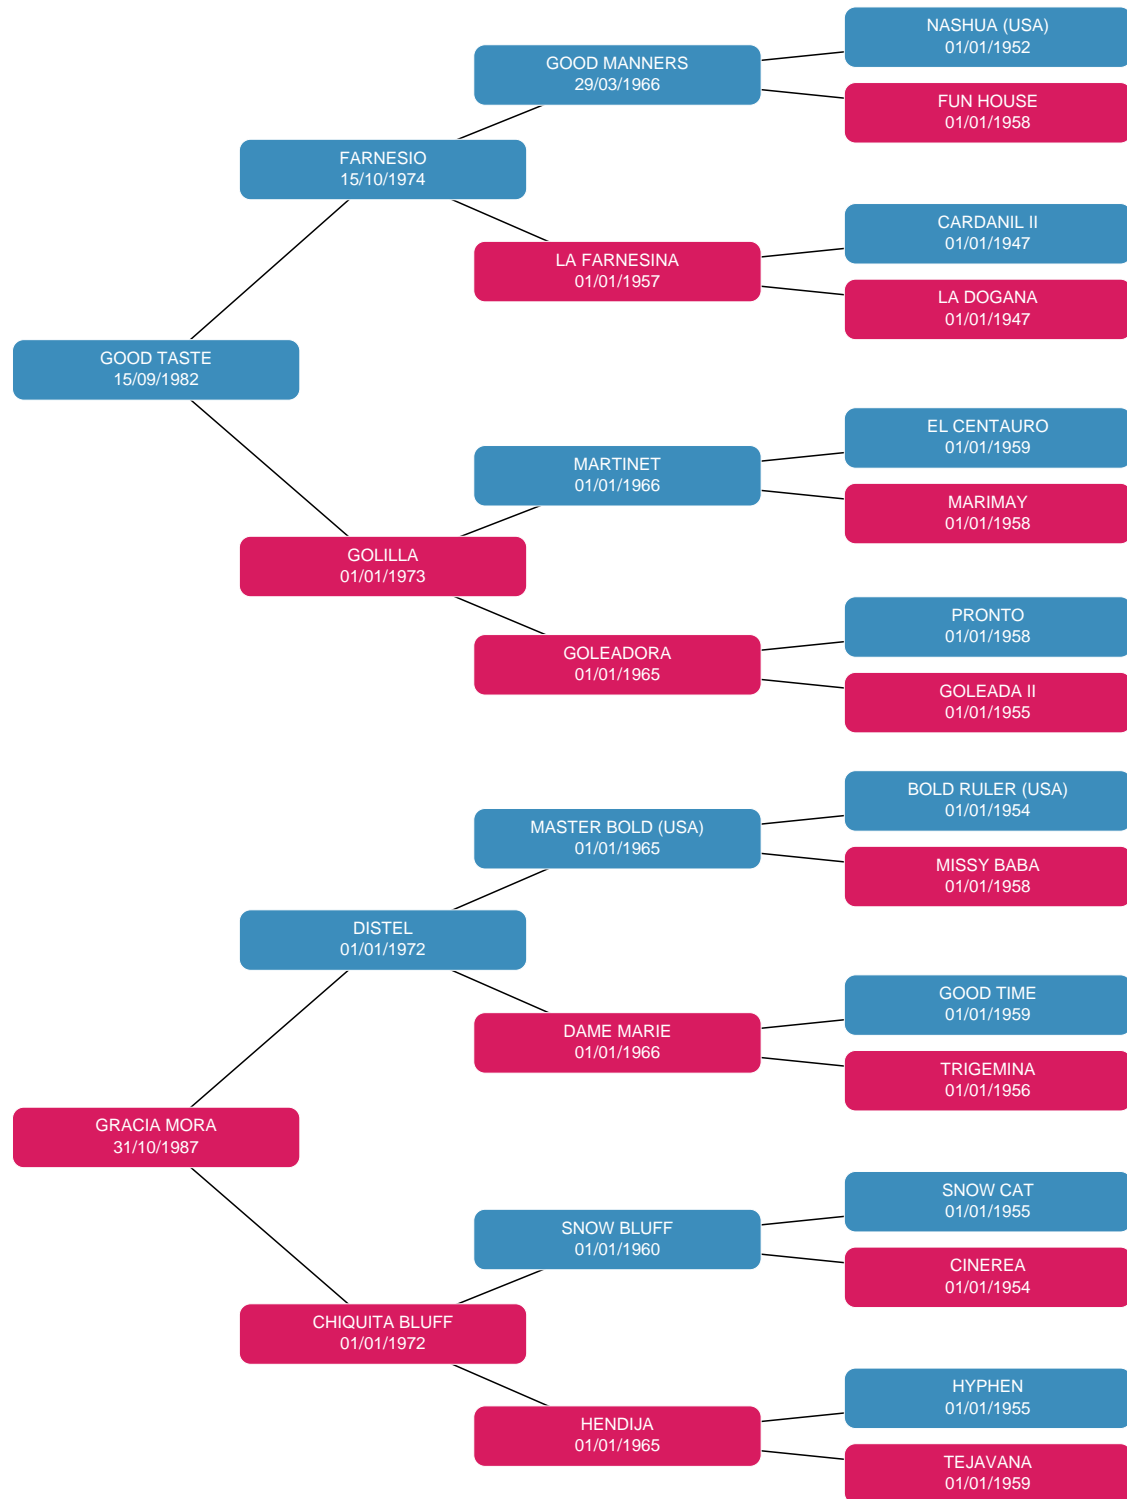 NASHUA (USA)
01/01/1952
GOOD MANNERS
29/03/1966
FUN HOUSE
01/01/1958
FARNESIO
15/10/1974
CARDANIL II
01/01/1947
LA FARNESINA
01/01/1957
LA DOGANA
01/01/1947
GOOD TASTE
15/09/1982
EL CENTAURO
01/01/1959
MARTINET
01/01/1966
MARIMAY
01/01/1958
GOLILLA
01/01/1973
PRONTO
01/01/1958
GOLEADORA
01/01/1965
GOLEADA II
01/01/1955
BOLD RULER (USA)
01/01/1954
MASTER BOLD (USA)
01/01/1965
MISSY BABA
01/01/1958
DISTEL
01/01/1972
GOOD TIME
01/01/1959
DAME MARIE
01/01/1966
TRIGEMINA
01/01/1956
GRACIA MORA
31/10/1987
SNOW CAT
01/01/1955
SNOW BLUFF
01/01/1960
CINEREA
01/01/1954
CHIQUITA BLUFF
01/01/1972
HYPHEN
01/01/1955
HENDIJA
01/01/1965
TEJAVANA
01/01/1959